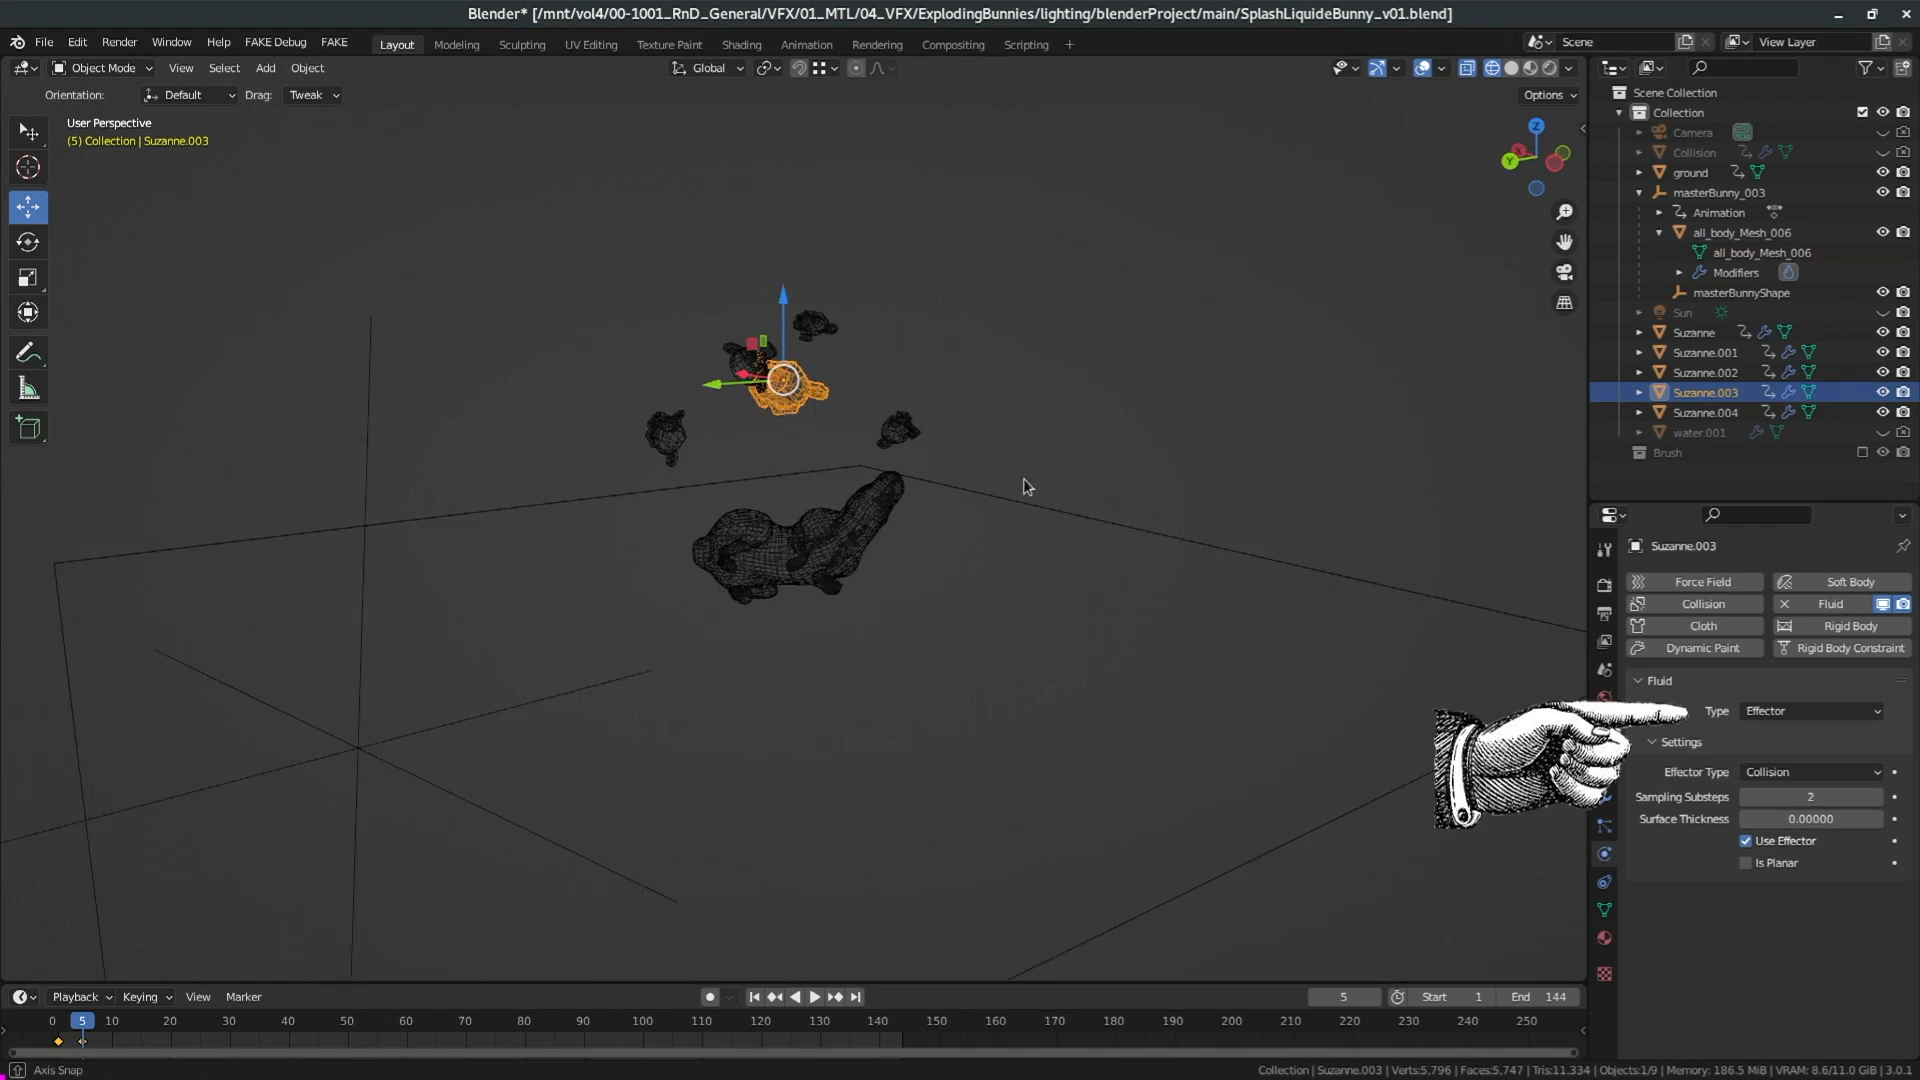 Blender* [/mnt/vol4/00-1001_RnD_General/VFX/01_MTL/04_VFX/ExplodingBunnies/lighting/blenderProject/main/SplashLiquideBunny_v01.blend]
File Edit Render Window Help FAKE Debug FAKE Layout Modeling Sculpting UV Editing Texture Paint Shading Animation Rendering Compositing Scripting + Scene View Layer
Object Mode View Select Add Object Global
Orientation: Default Drag: Tweak Options
User Perspective
(5) Collection | Suzanne.003
Z
X
Y
Scene Collection
Collection
Camera
Collision
ground
masterBunny_003
Animation
all_body_Mesh_006
all_body_Mesh_006
Modifiers
masterBunnyShape
Sun
Suzanne
Suzanne.001
Suzanne.002
Suzanne.003
Suzanne.004
water.001
Brush
Suzanne.003
Force Field Soft Body
Collision Fluid
Cloth Rigid Body
Dynamic Paint Rigid Body Constraint
Fluid
Type Effector
Settings
Effector Type Collision
Sampling Substeps 2
Surface Thickness 0.00000
Use Effector
Is Planar
Playback Keying View Marker 5 Start 1 End 144
0 5 10 20 30 40 50 60 70 80 90 100 110 120 130 140 150 160 170 180 190 200 210 220 230 240 250
Axis Snap Collection | Suzanne.003 | Verts:5,796 | Faces:5,747 | Tris:11,334 | Objects:1/9 | Memory: 186.5 MiB | VRAM: 8.6/11.0 GiB | 3.0.1